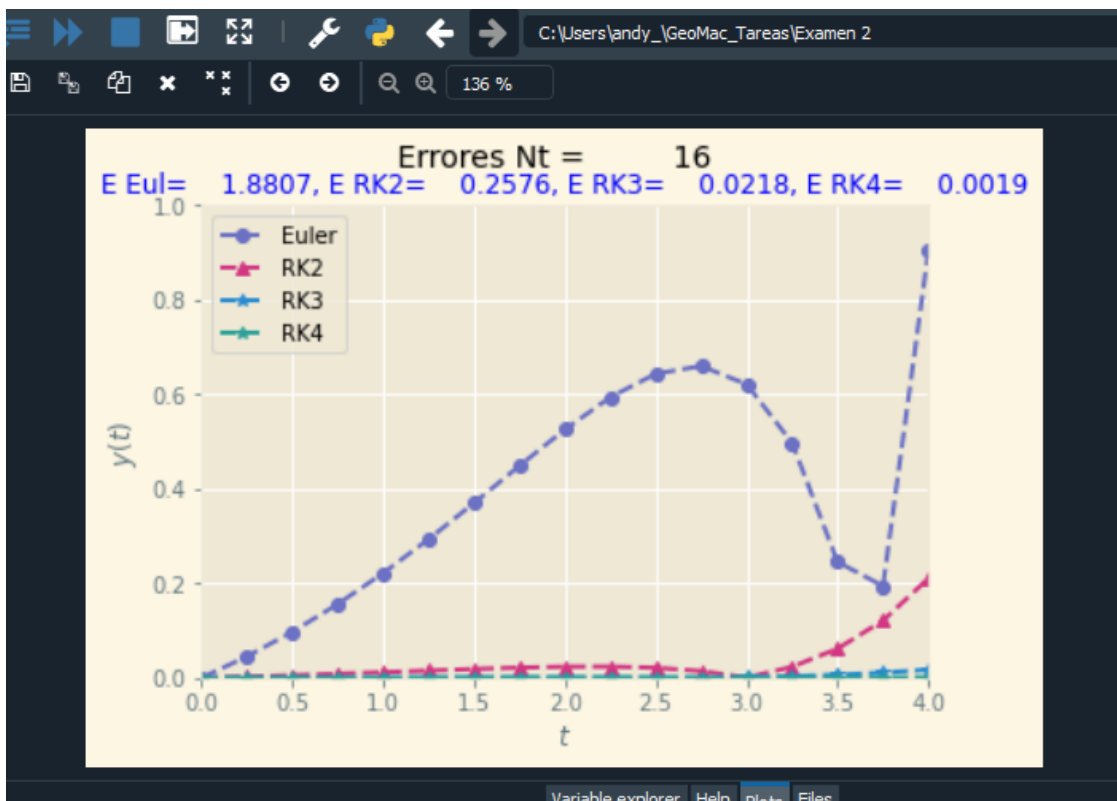 C:\Users\andy_\GeoMac_Tareas\Examen 2
136 %
Errores Nt = 16
E Eul= 1.8807, E RK2= 0.2576, E RK3= 0.0218, E RK4= 0.0019
Euler
RK2
RK3
RK4
1.0
0.8
0.6
0.4
0.2
0.0
y(t)
0.0 0.5 1.0 1.5 2.0 2.5 3.0 3.5 4.0
t
Variable explorer Help Plots Files